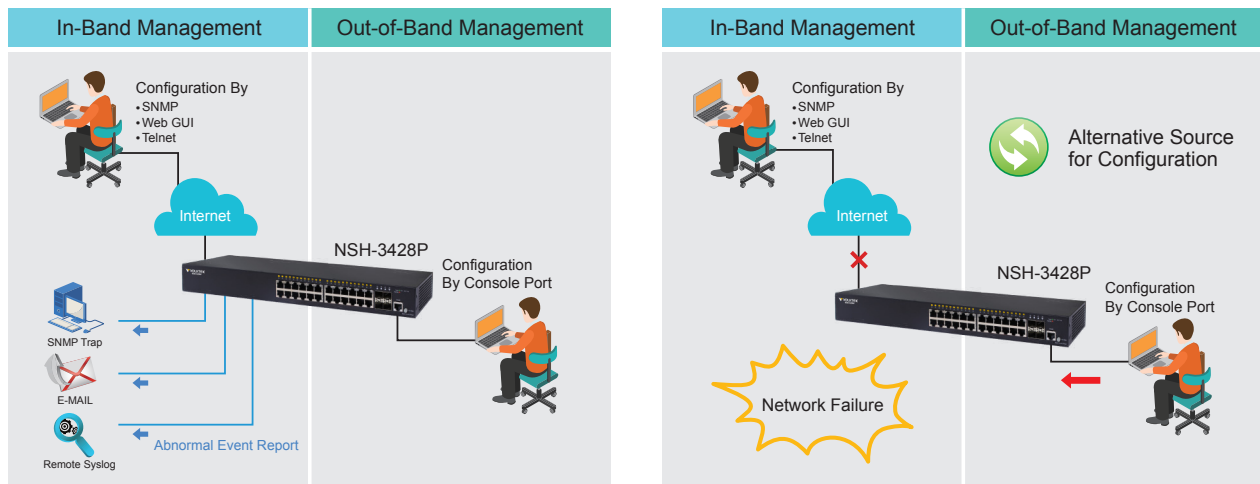 In-Band Management
Out-of-Band Management
Configuration By
•SNMP
•Web GUI
•Telnet
Internet
NSH-3428P
Configuration
By Console Port
SNMP Trap
E-MAIL
Abnormal Event Report
Remote Syslog
In-Band Management
Out-of-Band Management
Configuration By
•SNMP
•Web GUI
•Telnet
Alternative Source
for Configuration
Internet
NSH-3428P
Configuration
By Console Port
Network Failure